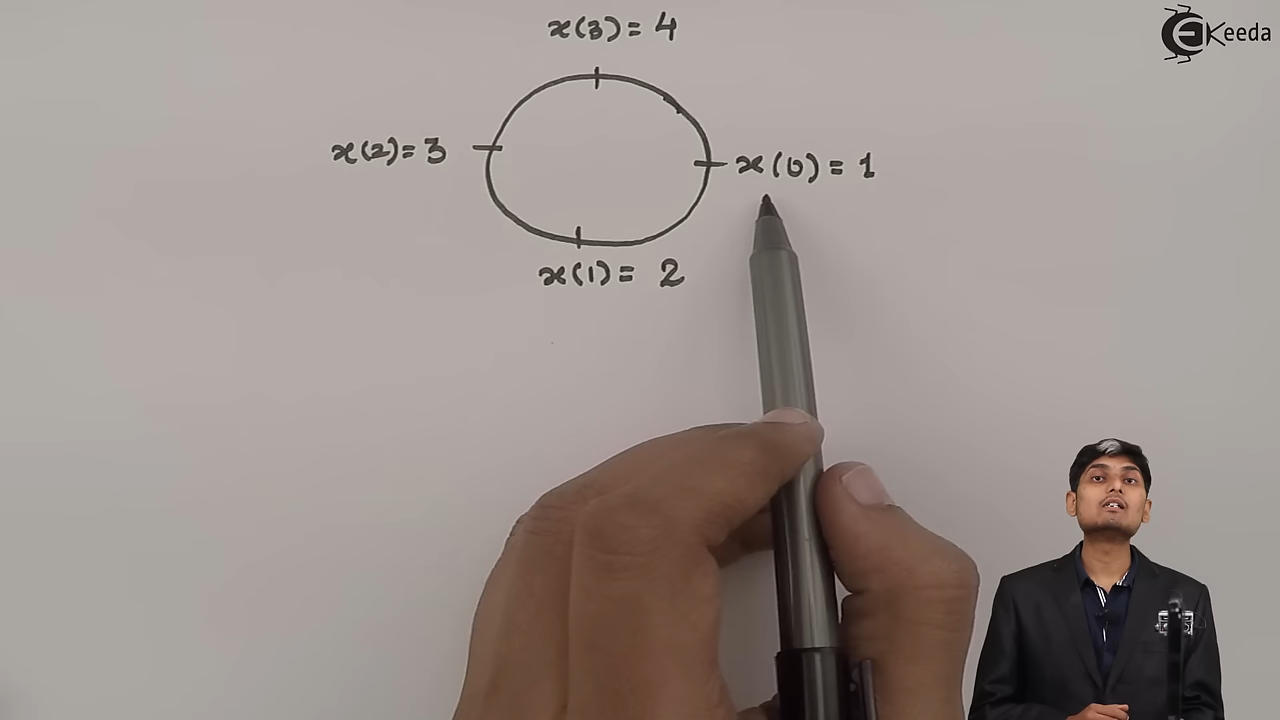 x(3) = 4
x(2) = 3
x(0) = 1
x(1) = 2
EKeeda